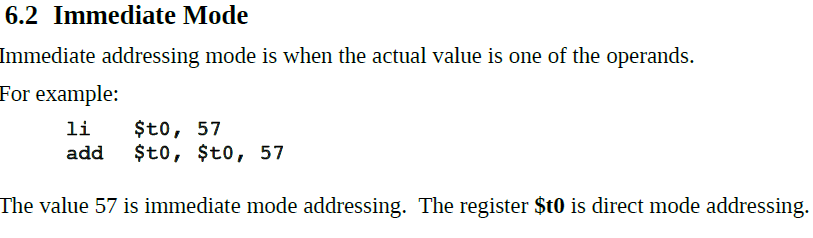 6.2 Immediate Mode
Immediate addressing mode is when the actual value is one of the operands.
For example:
li $t0, 57
add $t0, $t0, 57
The value 57 is immediate mode addressing. The register $t0 is direct mode addressing.